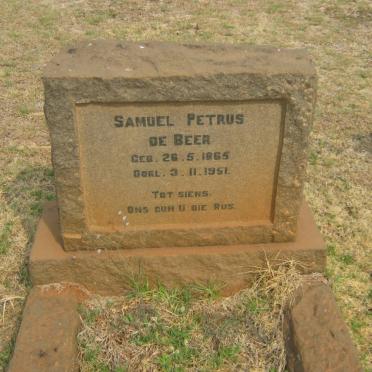 SAMUEL PETRUS
DE BEER
GEB. 26.5.1865
OORL. 3.11.1951.
TOT SIENS.
ONS GUN U DIE RUS.